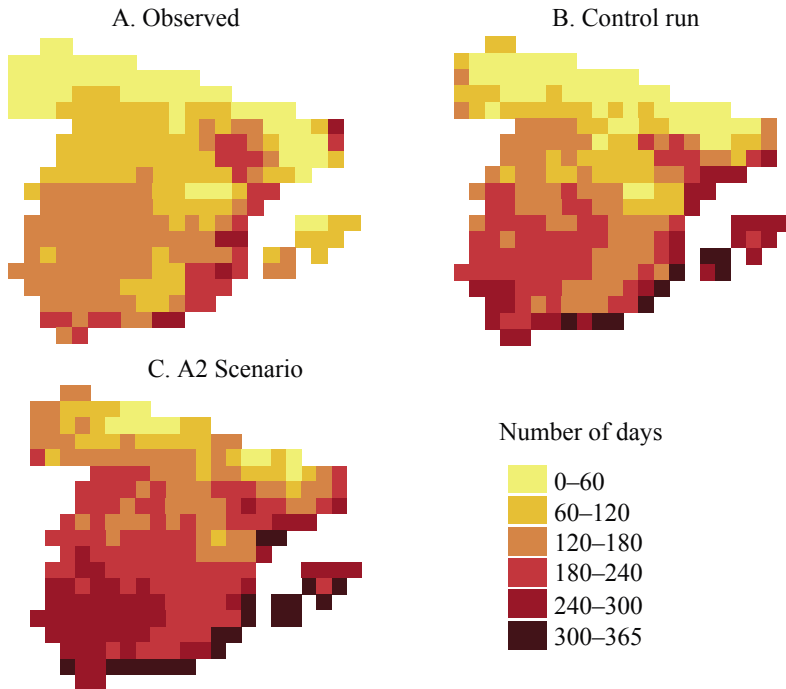 A. Observed
B. Control run
C. A2 Scenario
Number of days
0–60
60–120
120–180
180–240
240–300
300–365